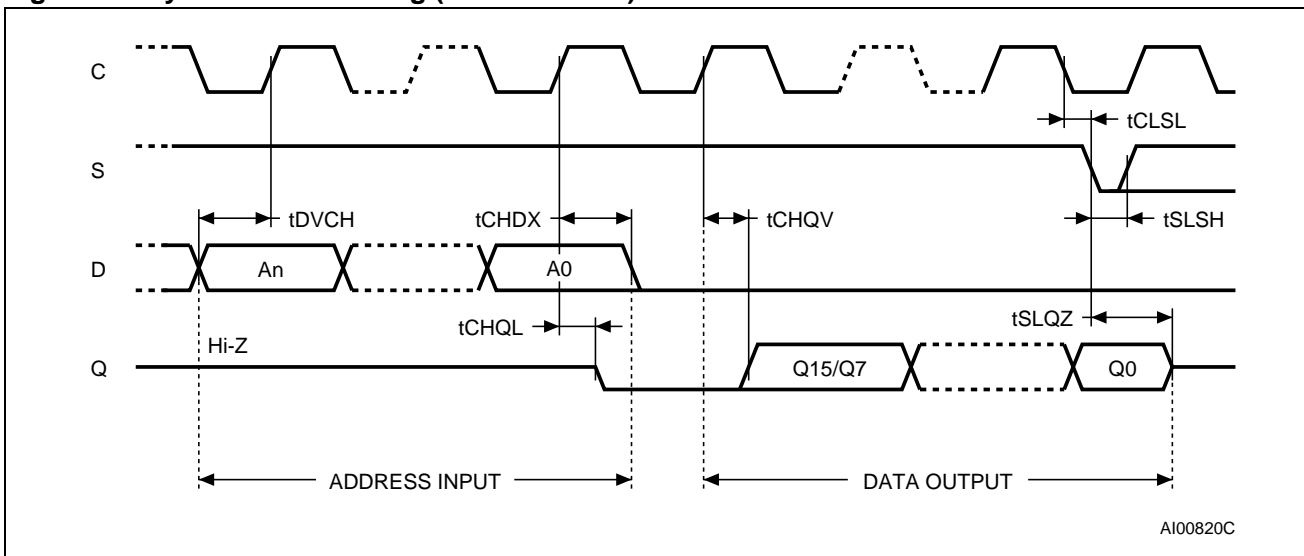 C
tCLSL
S
tDVCH
tCHDX
tCHQV
tSLSH
D
An
A0
tCHQL
tSLQZ
Hi-Z
Q
Q15/Q7
Q0
ADDRESS INPUT
DATA OUTPUT
AI00820C